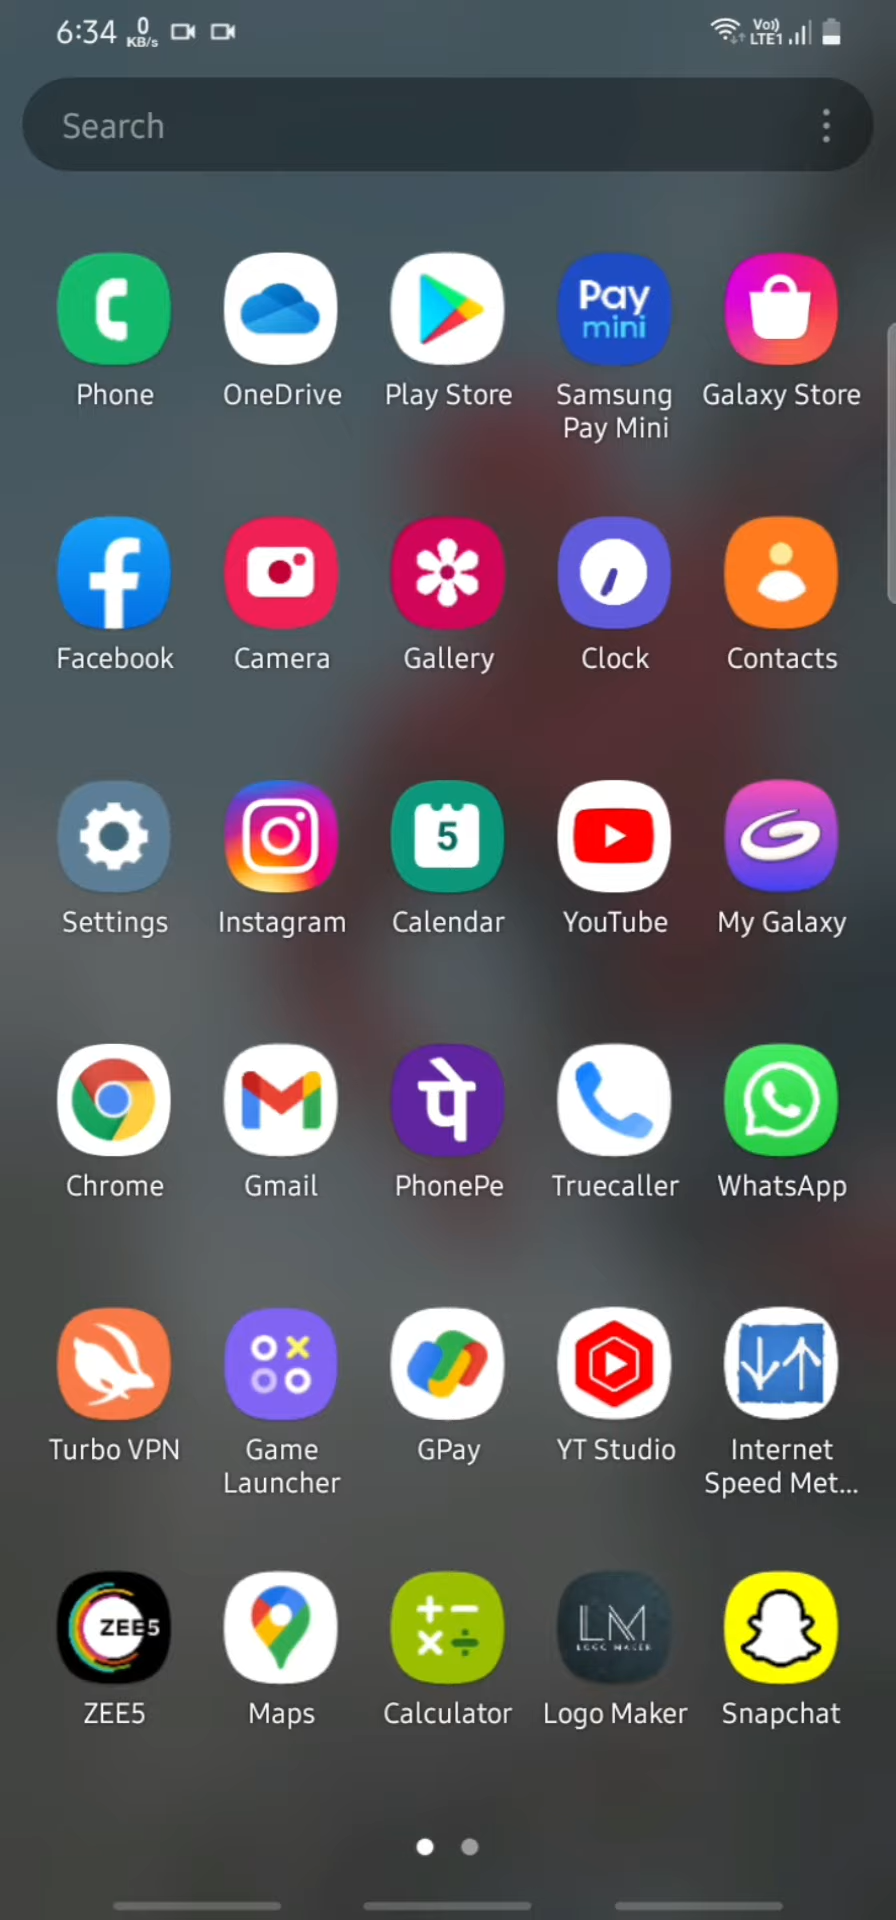 6:34 0 KB/s Vo)) LTE1
Search
Pay
mini
Phone OneDrive Play Store Samsung Galaxy Store
Pay Mini
Facebook Camera Gallery Clock Contacts
5
Settings Instagram Calendar YouTube My Galaxy
पे
Chrome Gmail PhonePe Truecaller WhatsApp
Turbo VPN Game GPay YT Studio Internet
Launcher Speed Met...
ZEE5 LM
LOGO MAKER
ZEE5 Maps Calculator Logo Maker Snapchat